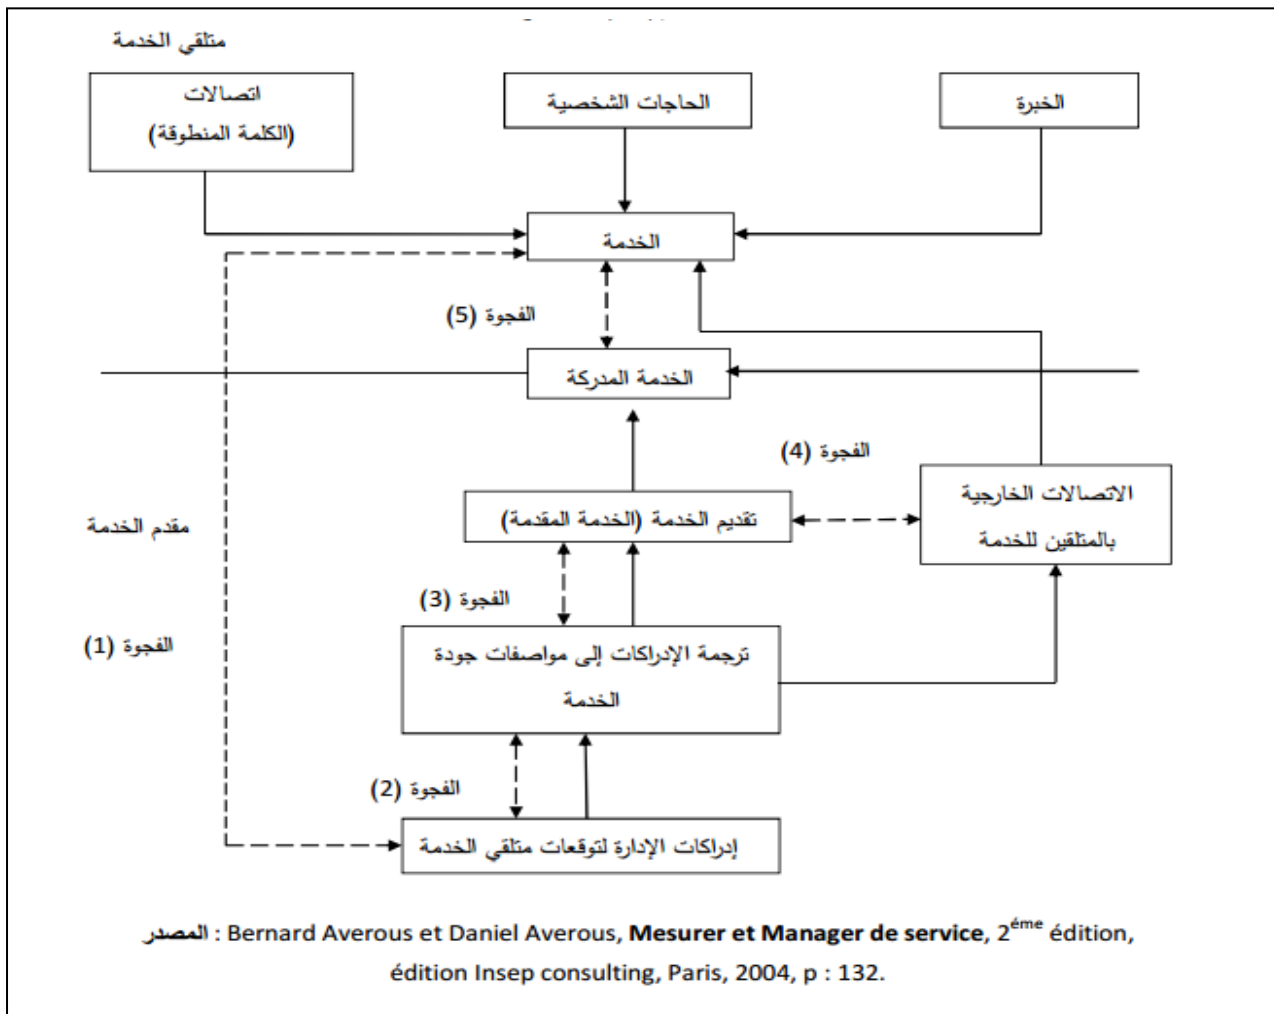 متلقي الخدمة
اتصالات
(الكلمة المنطوقة)
الحاجات الشخصية
الخبرة
الخدمة
الفجوة (5)
الخدمة المدركة
الفجوة (4)
الاتصالات الخارجية
بالمتلقين للخدمة
تقديم الخدمة (الخدمة المقدمة)
مقدم الخدمة
الفجوة (3)
الفجوة (1)
ترجمة الإدراكات إلى مواصفات جودة
الخدمة
الفجوة (2)
إدراكات الإدارة لتوقعات متلقي الخدمة
المصدر : Bernard Averous et Daniel Averous, Mesurer et Manager de service, 2éme édition,
édition Insep consulting, Paris, 2004, p : 132.